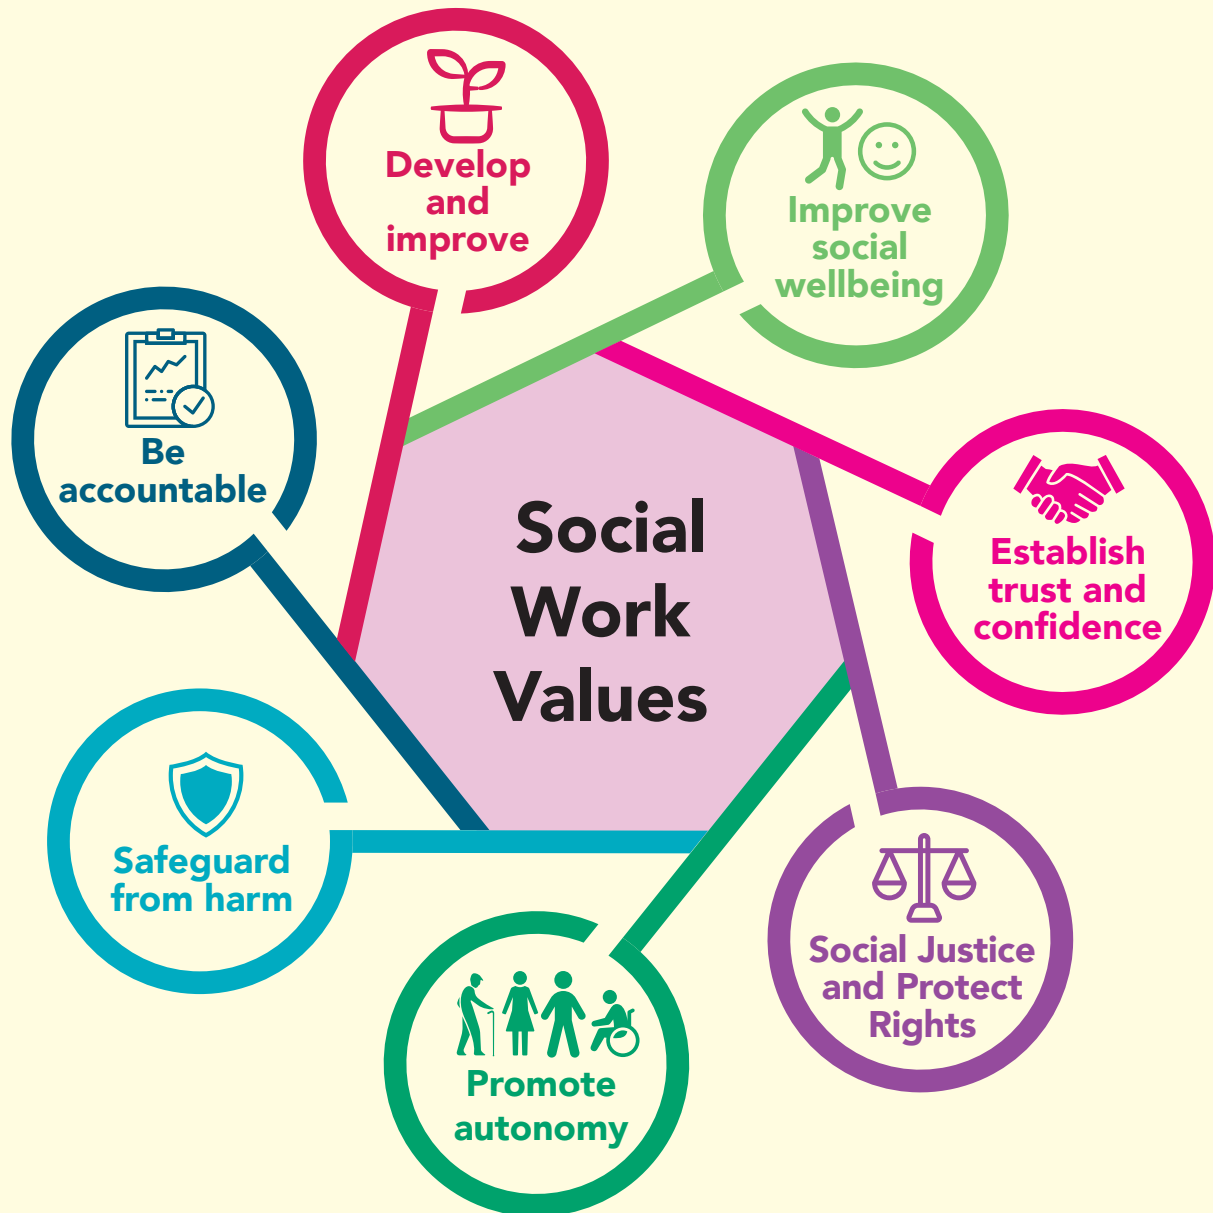 Develop
and
improve
Improve
social
wellbeing
Be
accountable
Establish
trust and
confidence
Social
Work
Values
Safeguard
from harm
Social Justice
and Protect
Rights
Promote
autonomy